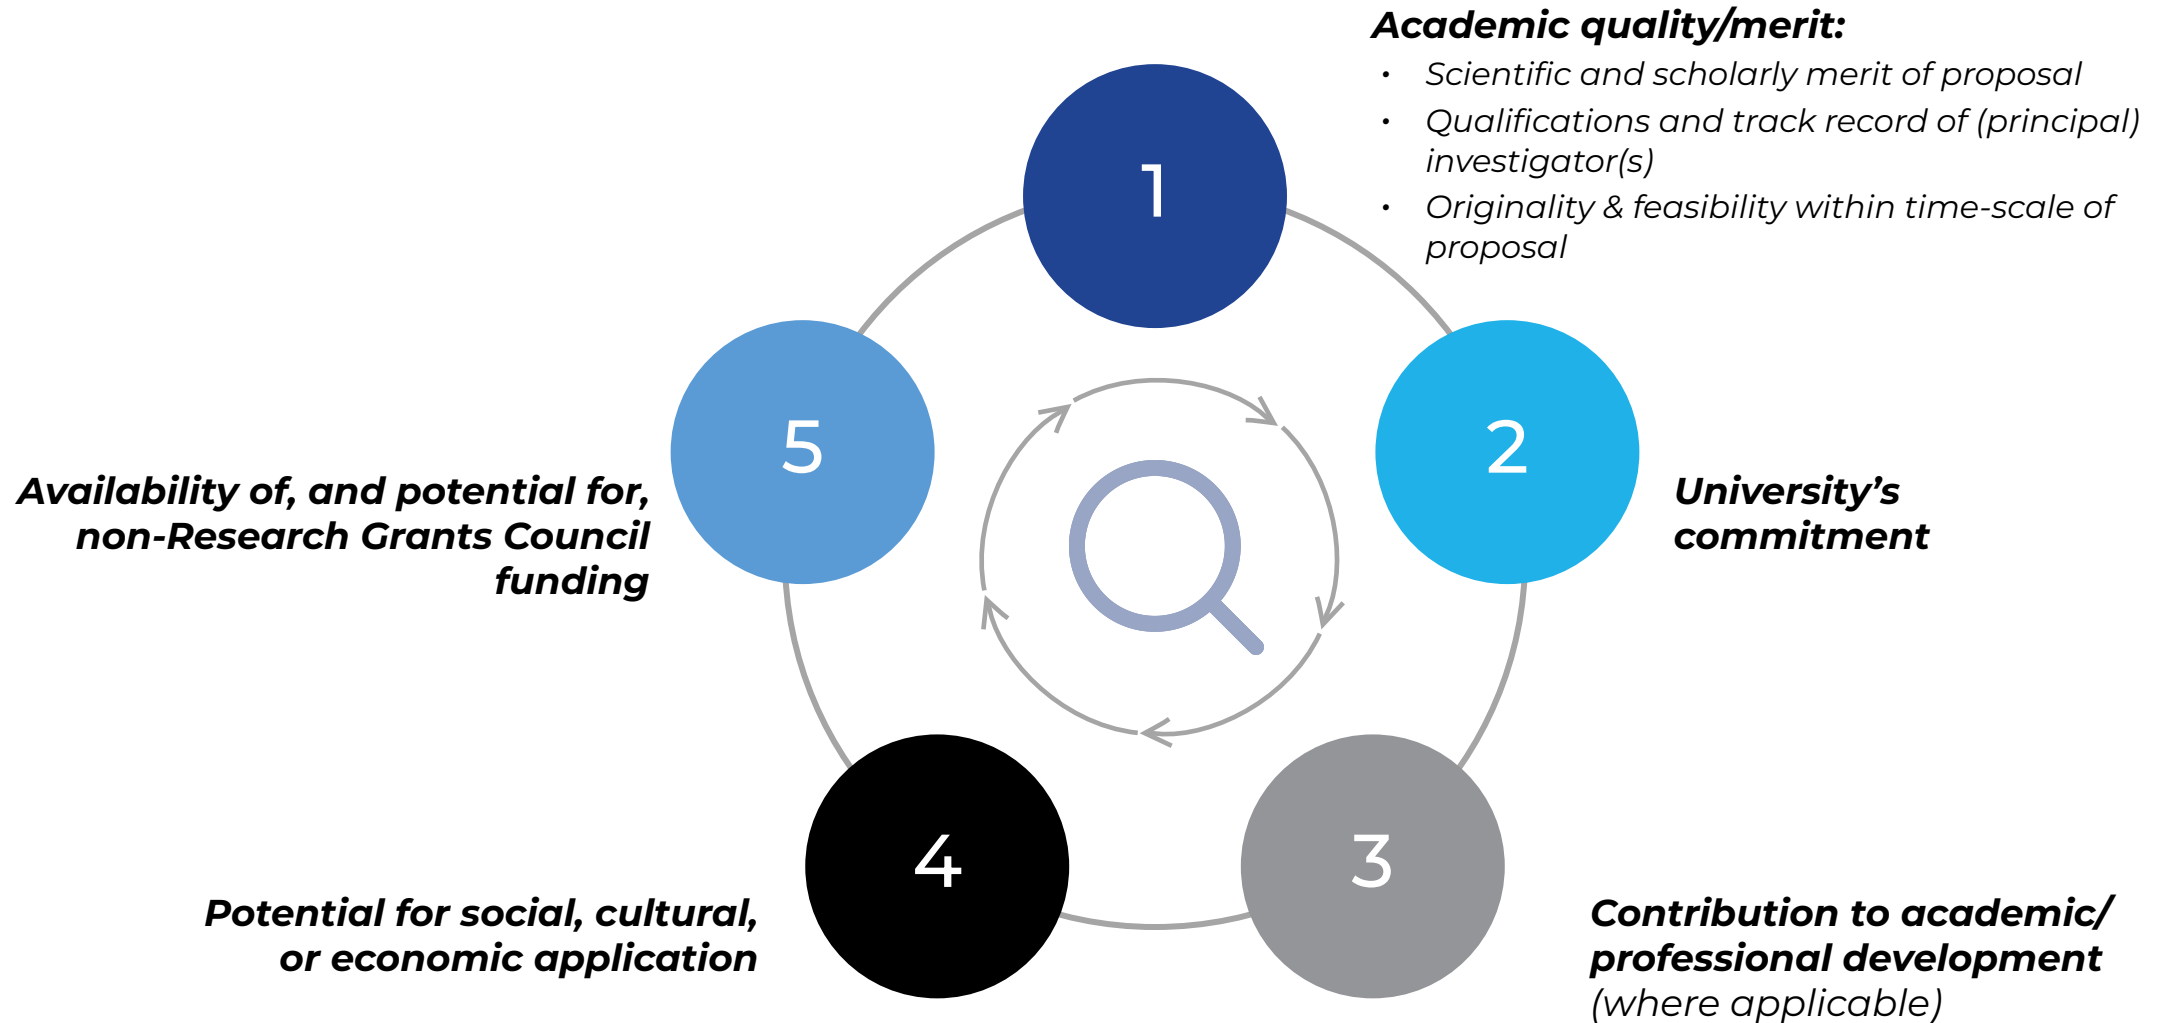 Academic quality/merit:
• Scientific and scholarly merit of proposal
• Qualifications and track record of (principal)
investigator(s)
• Originality & feasibility within time-scale of
proposal
1
2
University’s
commitment
3
Contribution to academic/
professional development
(where applicable)
4
Potential for social, cultural,
or economic application
5
Availability of, and potential for,
non-Research Grants Council
funding